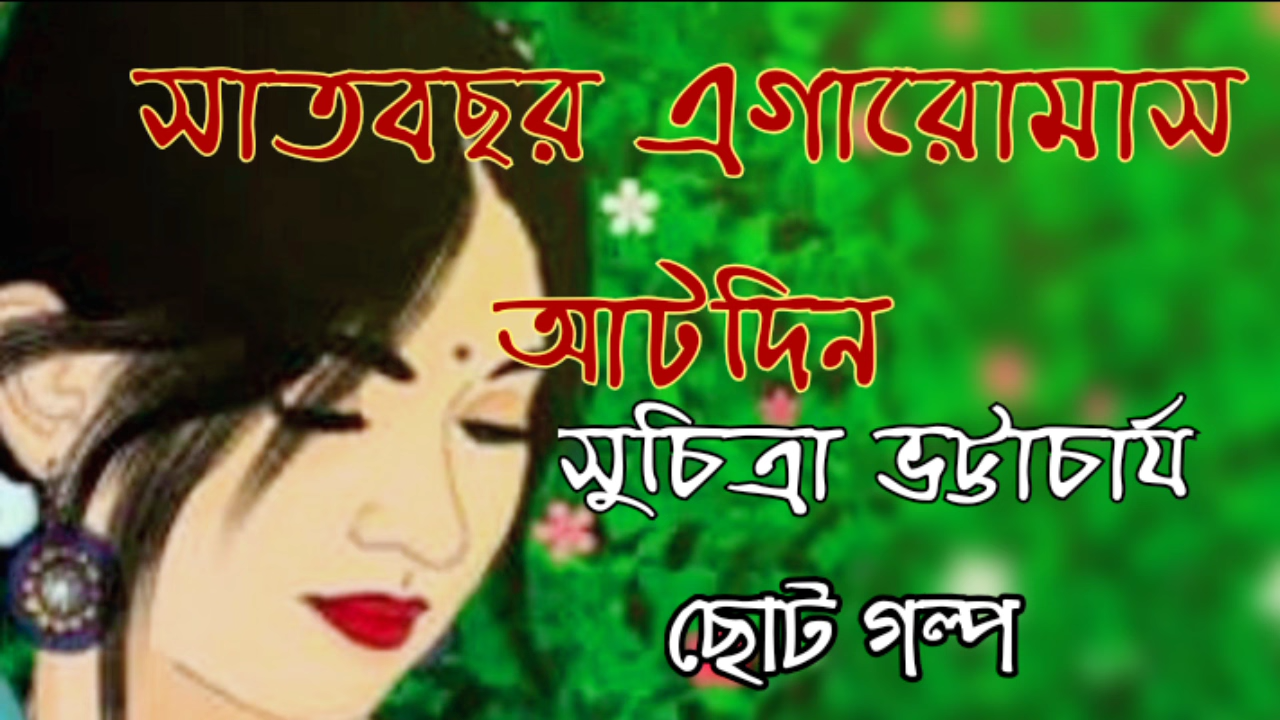 সাতবছর এগারোমাস
আটদিন
সুচিত্রা ভট্টাচার্য
ছোট গল্প